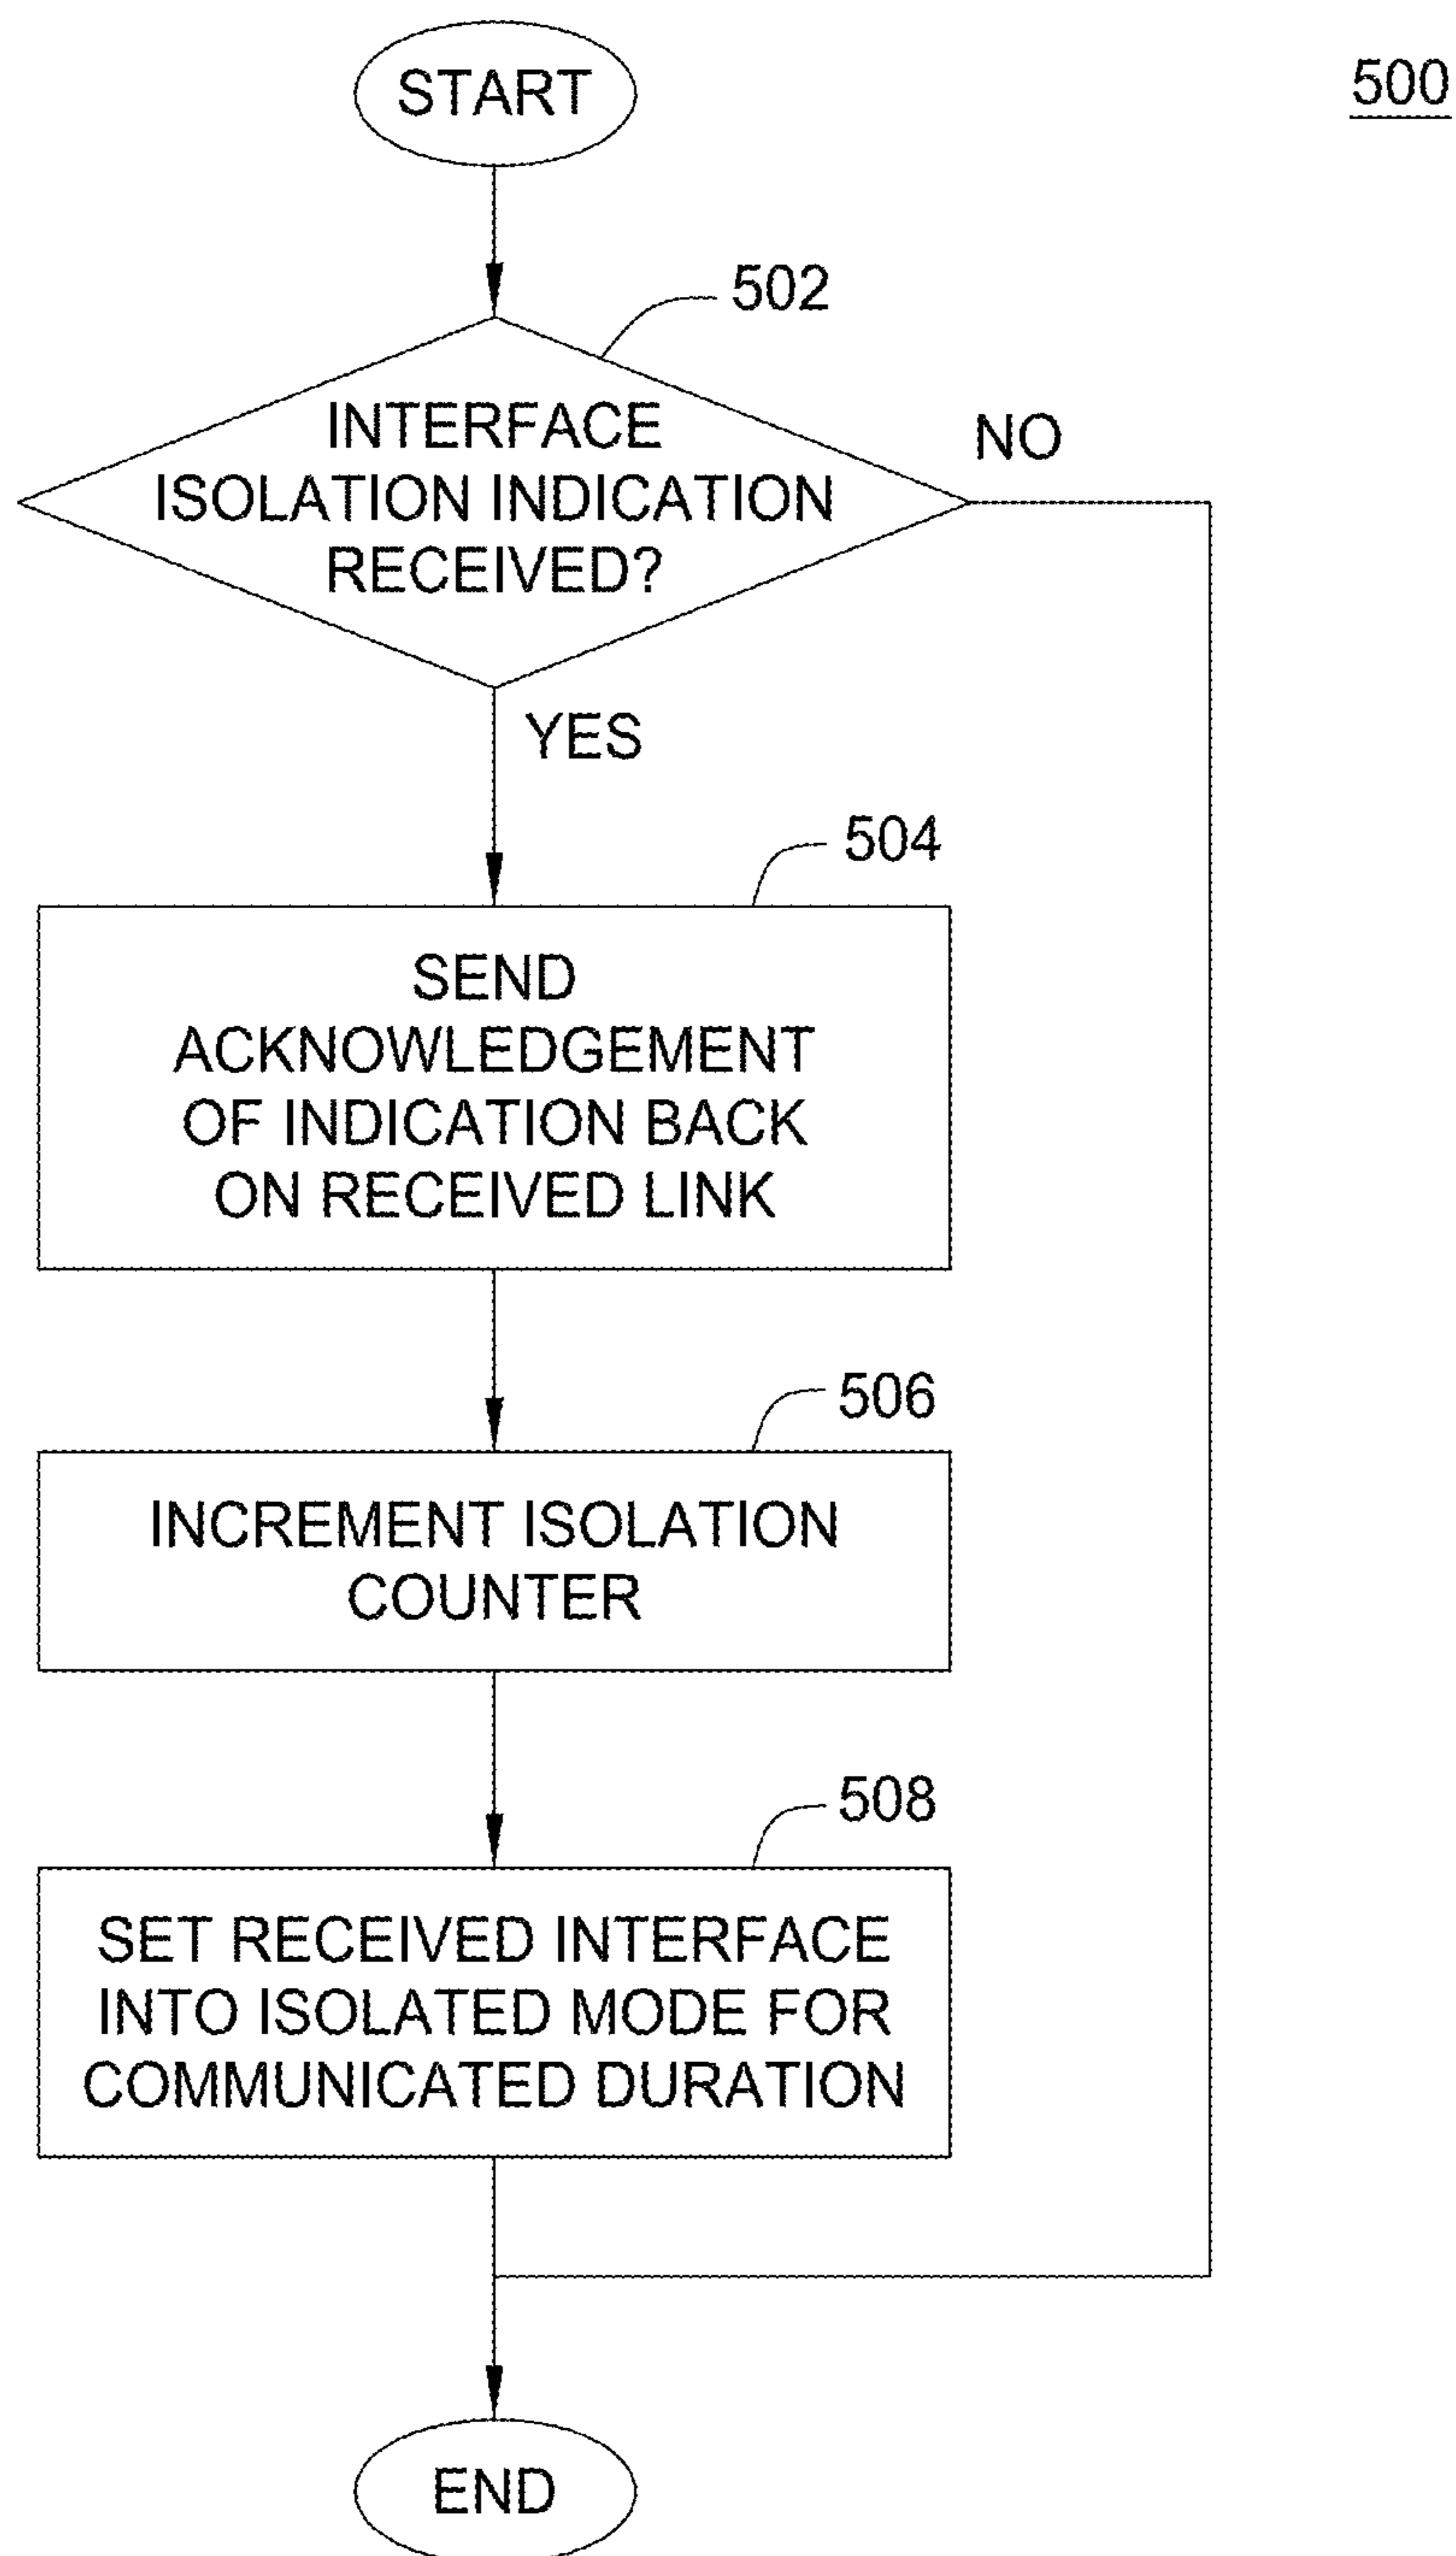 START
500
502
INTERFACE
ISOLATION INDICATION
RECEIVED?
NO
YES
504
SEND
ACKNOWLEDGEMENT
OF INDICATION BACK
ON RECEIVED LINK
506
INCREMENT ISOLATION
COUNTER
508
SET RECEIVED INTERFACE
INTO ISOLATED MODE FOR
COMMUNICATED DURATION
END